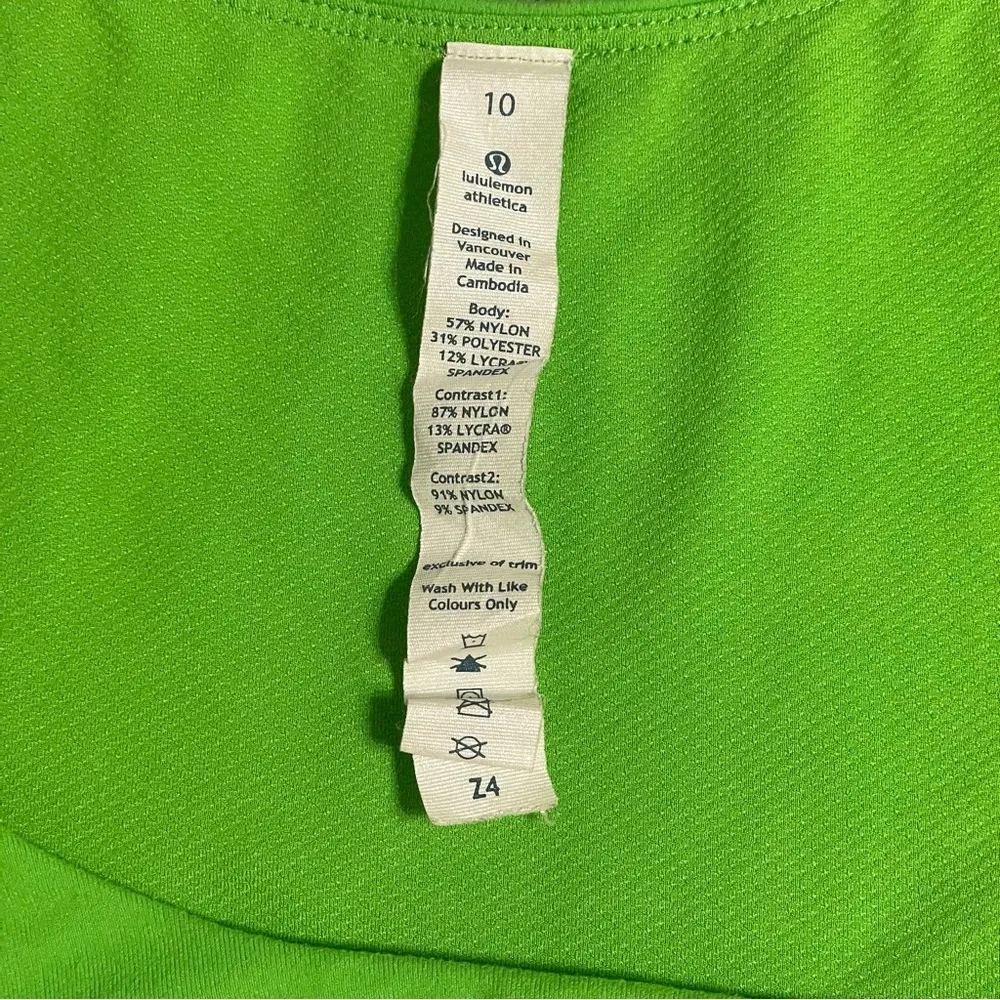 10
lululemon
athletica
Designed in
Vancouver
Made in
Cambodia
Body:
57% NYLON
31% POLYESTER
12% LYCRA®
SPANDEX
Contrast1:
87% NYLON
13% LYCRA®
SPANDEX
Contrast2:
91% NYLON
9% SPANDEX
exclusive of trim
Wash With Like
Colours Only
Z4